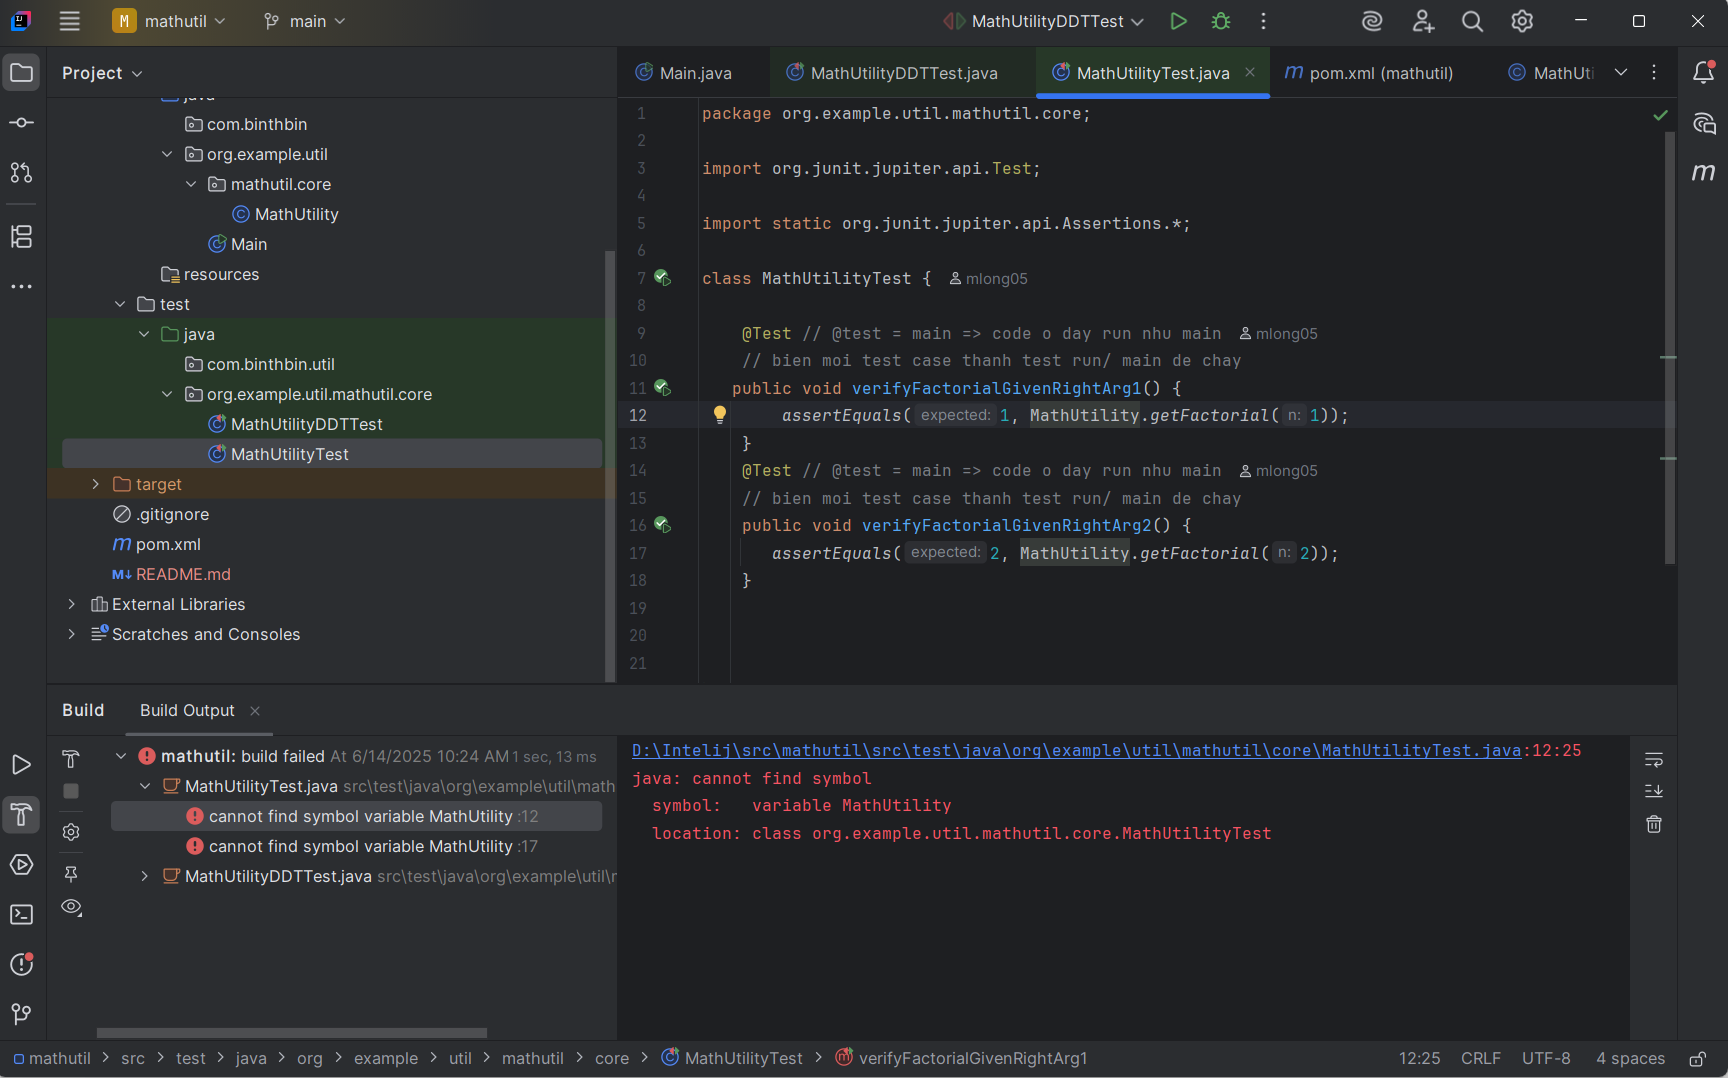 M mathutil main MathUtilityDDTTest
Project
Main.java MathUtilityDDTTest.java MathUtilityTest.java m pom.xml (mathutil) MathUti
java
com.binthbin
org.example.util
mathutil.core
MathUtility
Main
resources
test
java
com.binthbin.util
org.example.util.mathutil.core
MathUtilityDDTTest
MathUtilityTest
target
.gitignore
m pom.xml
M↓ README.md
External Libraries
Scratches and Consoles
1 package org.example.util.mathutil.core;
2
3 import org.junit.jupiter.api.Test;
4
5 import static org.junit.jupiter.api.Assertions.*;
6
7 class MathUtilityTest { mlong05
8
9 @Test // @test = main => code o day run nhu main mlong05
10 // bien moi test case thanh test run/ main de chay
11 public void verifyFactorialGivenRightArg1() {
12 assertEquals( expected: 1, MathUtility.getFactorial( n: 1));
13 }
14 @Test // @test = main => code o day run nhu main mlong05
15 // bien moi test case thanh test run/ main de chay
16 public void verifyFactorialGivenRightArg2() {
17 assertEquals( expected: 2, MathUtility.getFactorial( n: 2));
18 }
19
20
21
m
Build Build Output
mathutil: build failed At 6/14/2025 10:24 AM 1 sec, 13 ms
MathUtilityTest.java src\test\java\org\example\util\math
cannot find symbol variable MathUtility :12
cannot find symbol variable MathUtility :17
MathUtilityDDTTest.java src\test\java\org\example\util\r
D:\Intelij\src\mathutil\src\test\java\org\example\util\mathutil\core\MathUtilityTest.java:12:25
java: cannot find symbol
symbol: variable MathUtility
location: class org.example.util.mathutil.core.MathUtilityTest
mathutil > src > test > java > org > example > util > mathutil > core > MathUtilityTest > verifyFactorialGivenRightArg1 12:25 CRLF UTF-8 4 spaces